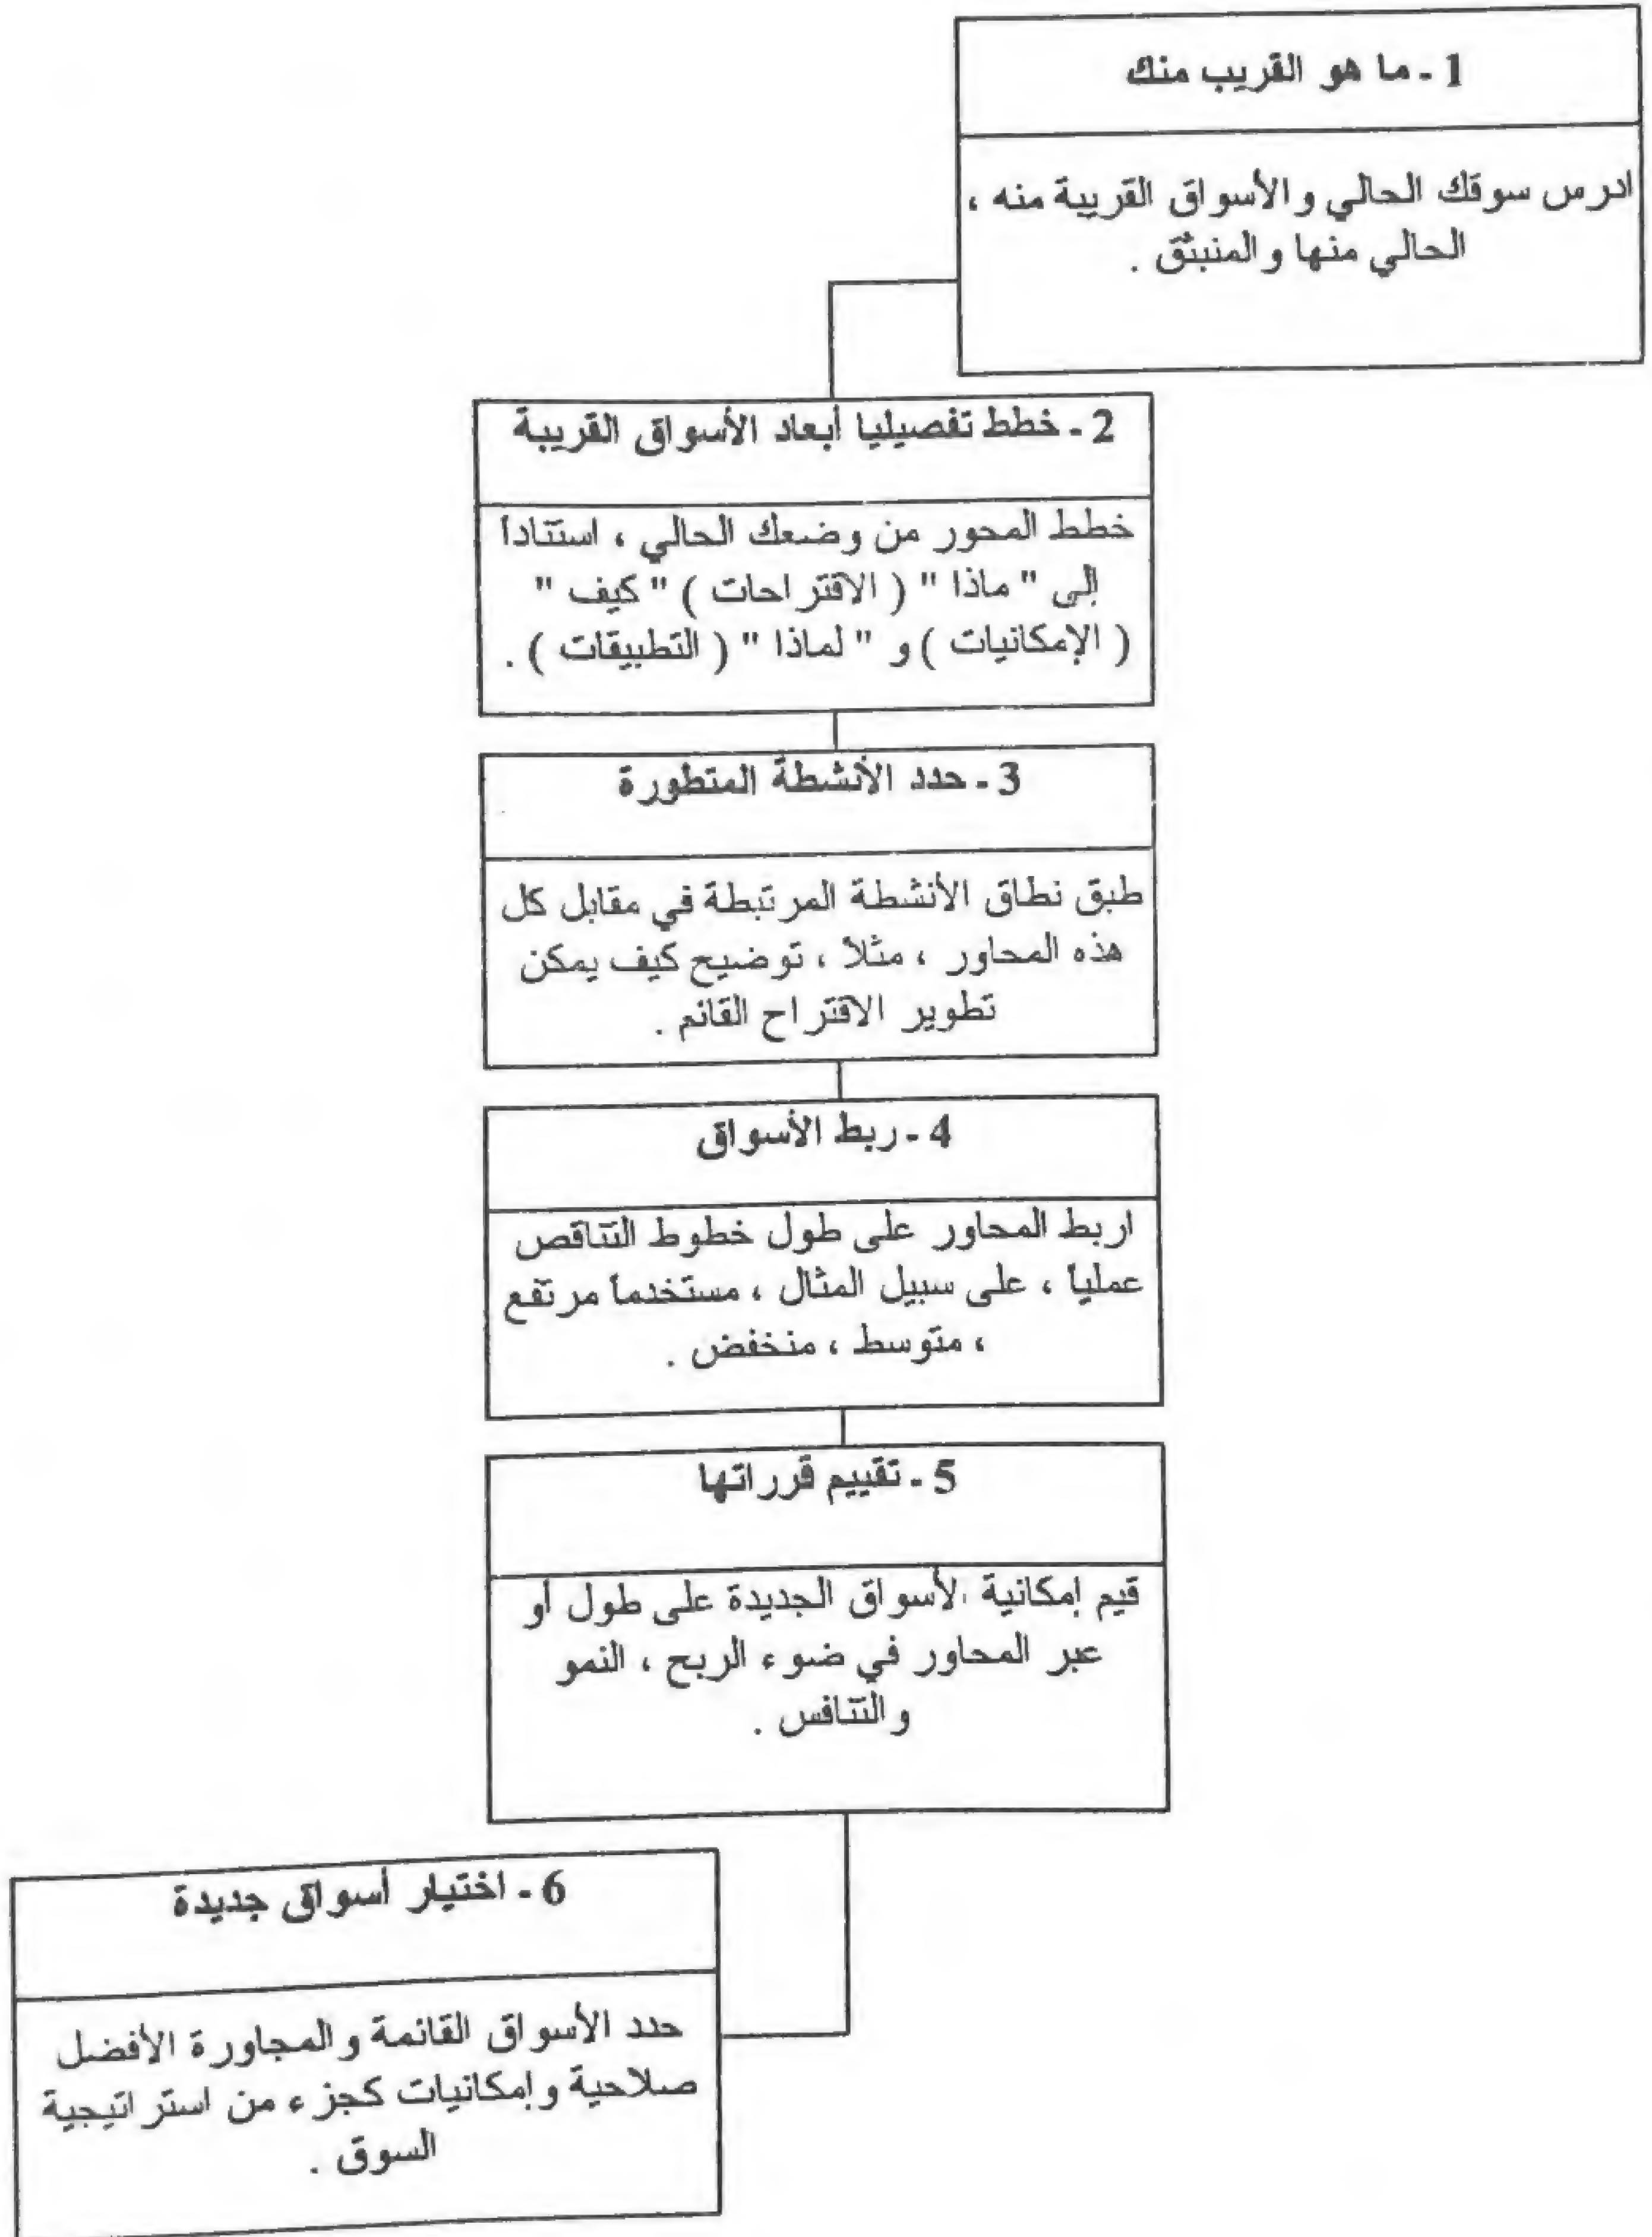 1 - ما هو القريب منك
ادرس سوقك الحالي والأسواق القريبة منه ،
الحالي منها والمنبثق .
2 - خطط تفصيليا أبعاد الأسواق القريبة
خطط المحور من وضعك الحالي ، استنادا
إلى " ماذا " ( الاقتراحات ) " كيف "
( الإمكانيات ) و " لماذا " ( التطبيقات ) .
3 - حدد الأنشطة المتطورة
طبق نطاق الأنشطة المرتبطة في مقابل كل
هذه المحاور ، مثلا ، توضيح كيف يمكن
تطوير الاقتراح القائم .
4 - ربط الأسواق
اربط المحاور على طول خطوط التناقص
عمليا ، على سبيل المثال ، مستخدما مرتفع
، متوسط ، منخفض .
5 - تقييم قرراتها
قيم إمكانية الأسواق الجديدة على طول أو
عبر المحاور في ضوء الربح ، النمو
والتنافس .
6 - اختيار أسواق جديدة
حدد الأسواق القائمة والمجاورة الأفضل
صلاحية وإمكانيات كجزء من استراتيجية
السوق .